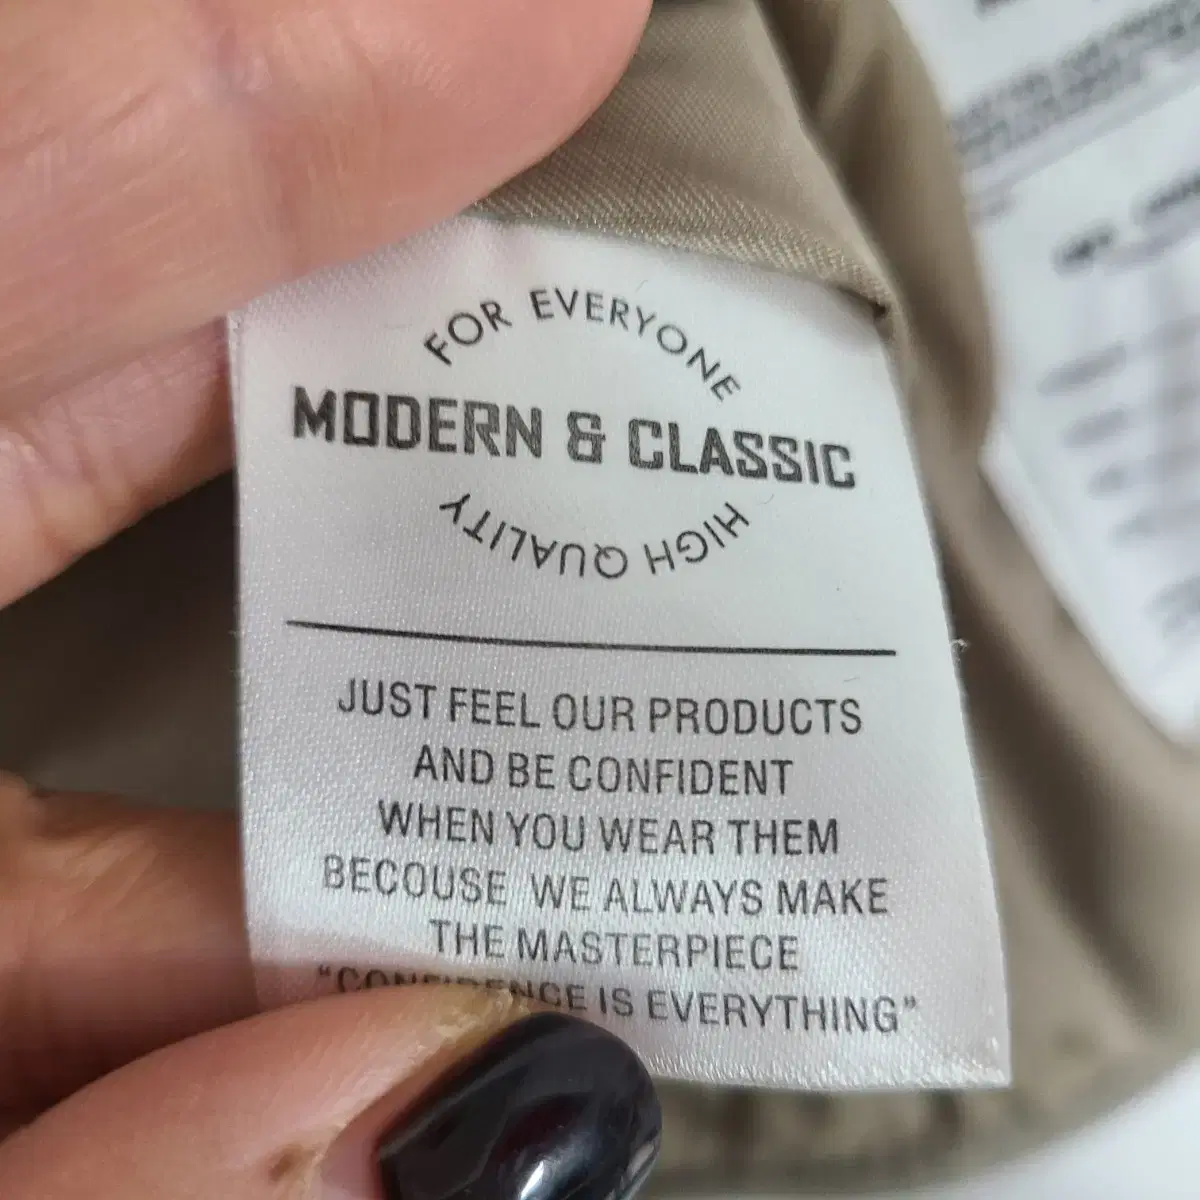 FOR EVERYONE
MODERN & CLASSIC
HIGH QUALITY
JUST FEEL OUR PRODUCTS
AND BE CONFIDENT
WHEN YOU WEAR THEM
BECOUSE WE ALWAYS MAKE
THE MASTERPIECE
"CONFIDENCE IS EVERYTHING"